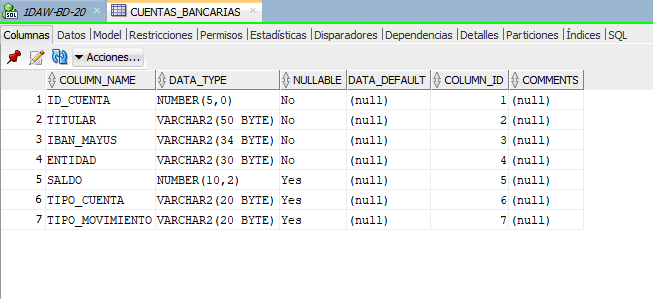 1DAW-BD-20 × CUENTAS_BANCARIAS ×
Columnas Datos Model Restricciones Permisos Estadísticas Disparadores Dependencias Detalles Particiones Índices SQL
Acciones...
COLUMN_NAME DATA_TYPE NULLABLE DATA_DEFAULT COLUMN_ID COMMENTS
1 ID_CUENTA NUMBER(5,0) No (null) 1 (null)
2 TITULAR VARCHAR2(50 BYTE) No (null) 2 (null)
3 IBAN_MAYUS VARCHAR2(34 BYTE) No (null) 3 (null)
4 ENTIDAD VARCHAR2(30 BYTE) No (null) 4 (null)
5 SALDO NUMBER(10,2) Yes (null) 5 (null)
6 TIPO_CUENTA VARCHAR2(20 BYTE) Yes (null) 6 (null)
7 TIPO_MOVIMIENTO VARCHAR2(20 BYTE) Yes (null) 7 (null)